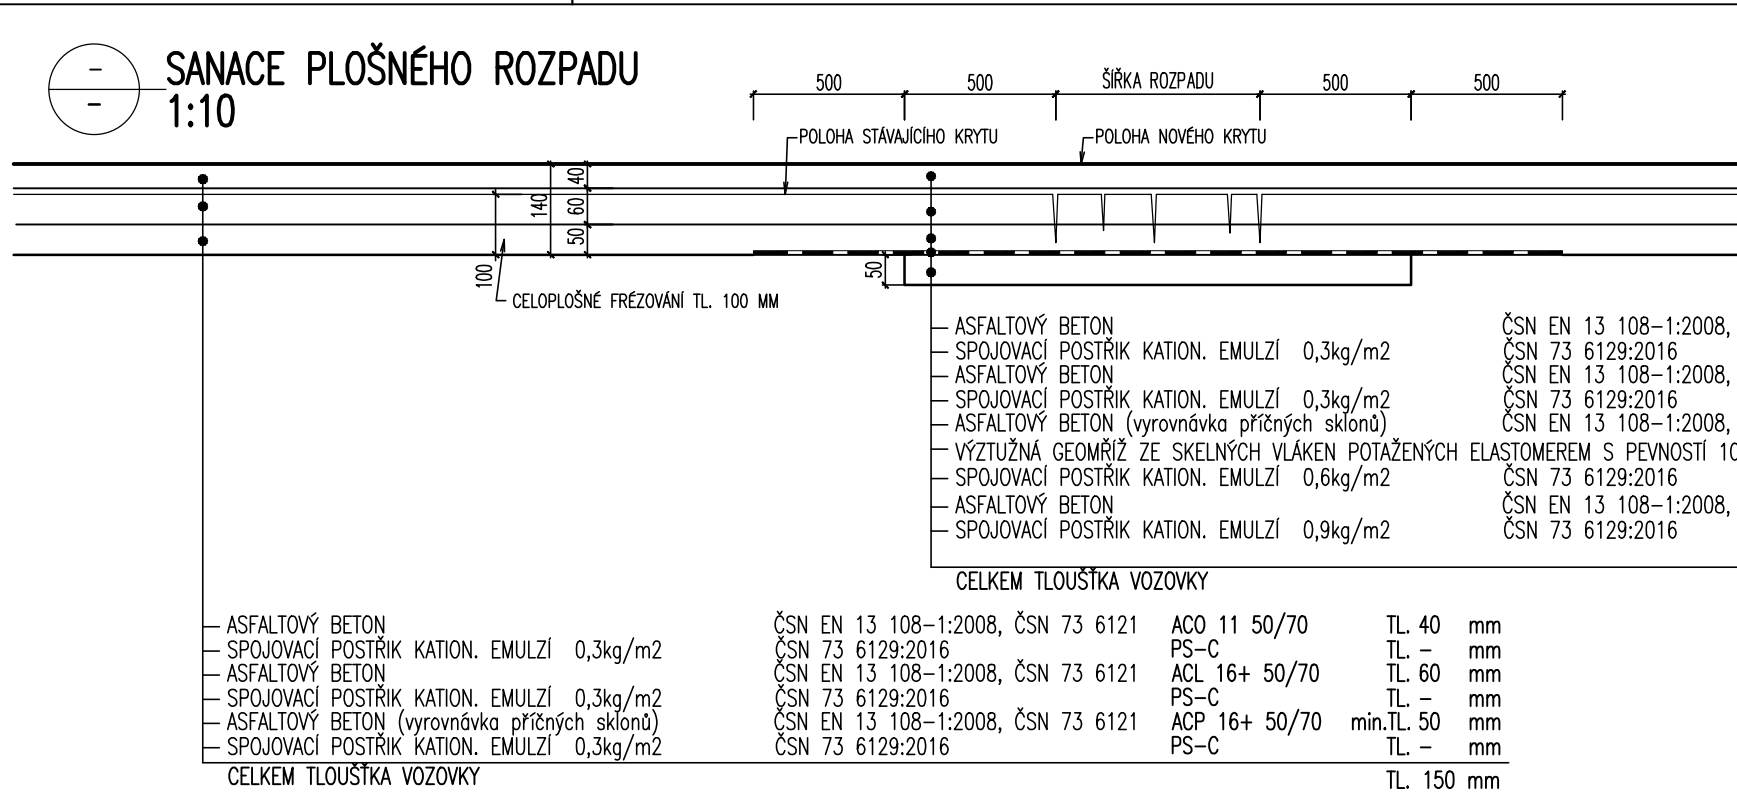 SANACE PLOŠNÉHO ROZPADU
1:10
500 500 ŠÍŘKA ROZPADU 500 500
POLOHA STÁVAJÍCÍHO KRYTU
POLOHA NOVÉHO KRYTU
40
140
60
50
100
50
CELOPLOŠNÉ FRÉZOVÁNÍ TL. 100 MM
ASFALTOVÝ BETON ČSN EN 13 108-1:2008,
SPOJOVACÍ POSTŘIK KATION. EMULZÍ 0,3kg/m2 ČSN 73 6129:2016
ASFALTOVÝ BETON ČSN EN 13 108-1:2008,
SPOJOVACÍ POSTŘIK KATION. EMULZÍ 0,3kg/m2 ČSN 73 6129:2016
ASFALTOVÝ BETON (vyrovnávka příčných sklonů) ČSN EN 13 108-1:2008,
VÝZTUŽNÁ GEOMŘÍŽ ZE SKELNÝCH VLÁKEN POTAŽENÝCH ELASTOMEREM S PEVNOSTÍ
SPOJOVACÍ POSTŘIK KATION. EMULZÍ 0,6kg/m2 ČSN 73 6129:2016
ASFALTOVÝ BETON ČSN EN 13 108-1:2008,
SPOJOVACÍ POSTŘIK KATION. EMULZÍ 0,9kg/m2 ČSN 73 6129:2016
CELKEM TLOUŠŤKA VOZOVKY
ASFALTOVÝ BETON ČSN EN 13 108-1:2008, ČSN 73 6121 ACO 11 50/70 TL. 40 mm
SPOJOVACÍ POSTŘIK KATION. EMULZÍ 0,3kg/m2 ČSN 73 6129:2016 PS-C TL. - mm
ASFALTOVÝ BETON ČSN EN 13 108-1:2008, ČSN 73 6121 ACL 16+ 50/70 TL. 60 mm
SPOJOVACÍ POSTŘIK KATION. EMULZÍ 0,3kg/m2 ČSN 73 6129:2016 PS-C TL. - mm
ASFALTOVÝ BETON (vyrovnávka příčných sklonů) ČSN EN 13 108-1:2008, ČSN 73 6121 ACP 16+ 50/70 min.TL. 50 mm
SPOJOVACÍ POSTŘIK KATION. EMULZÍ 0,3kg/m2 ČSN 73 6129:2016 PS-C TL. - mm
CELKEM TLOUŠŤKA VOZOVKY TL. 150 mm